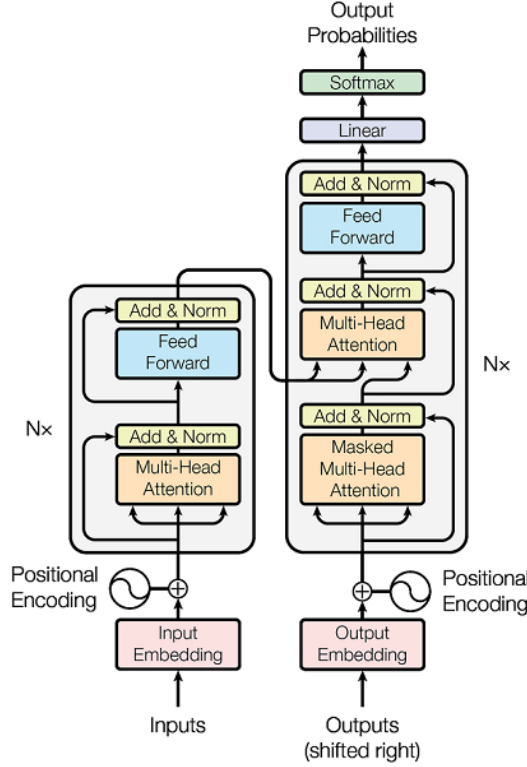 Output
Probabilities
Softmax
Linear
Add & Norm
Feed
Forward
Add & Norm
Multi-Head
Attention
Add & Norm
Masked
Multi-Head
Attention
N×
Add & Norm
Feed
Forward
Add & Norm
Multi-Head
Attention
N×
Positional
Encoding
Positional
Encoding
Input
Embedding
Output
Embedding
Inputs
Outputs
(shifted right)